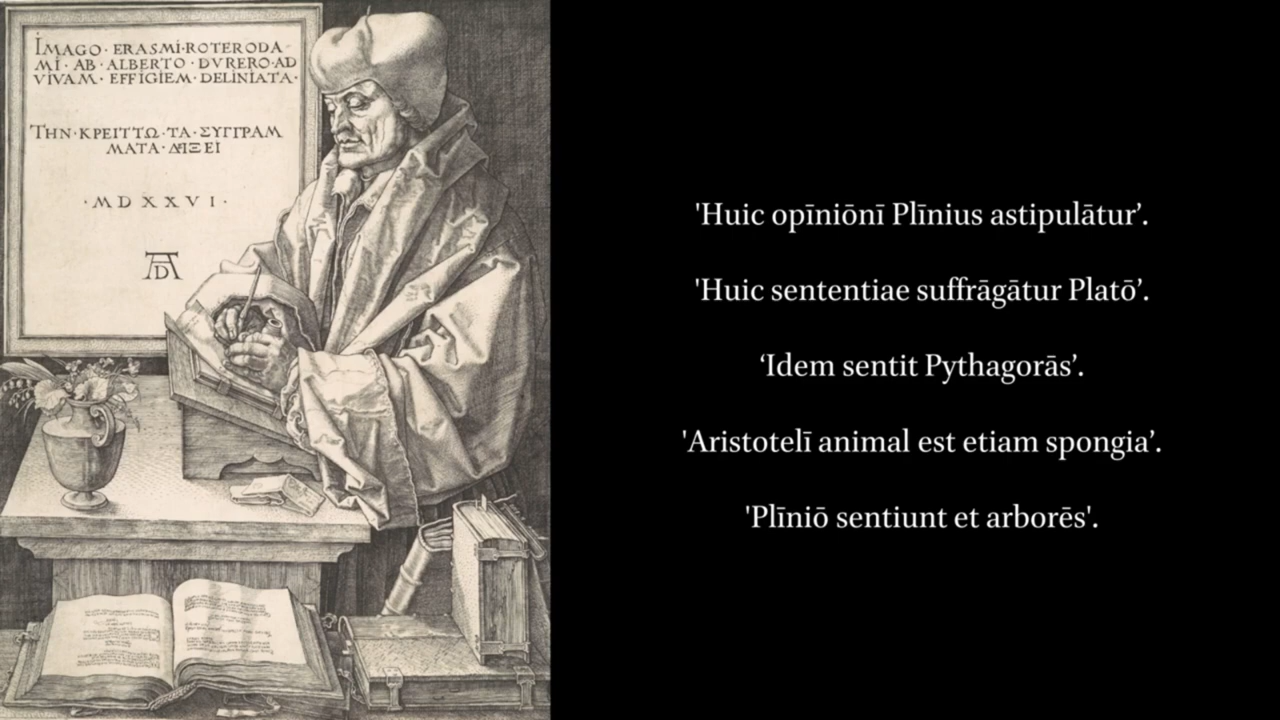 IMAGO · ERASMI · ROTERODA
MI · AB · ALBERTO · DVRERO · AD
VIVAM · EFFIGIEM · DELINIATA ·
ΤΗΝ · ΚΡΕΙΤΤΩ · ΤΑ · ΣΥΓΓΡΑΜ
ΜΑΤΑ · ΔΕΙΞΕΙ
· MDXXVI ·
AD
'Huic opīniōnī Plīnius astipulātur’.
'Huic sententiae suffrāgātur Platō’.
‘Idem sentit Pythagorās’.
'Aristotelī animal est etiam spongia’.
'Plīniō sentiunt et arborēs'.